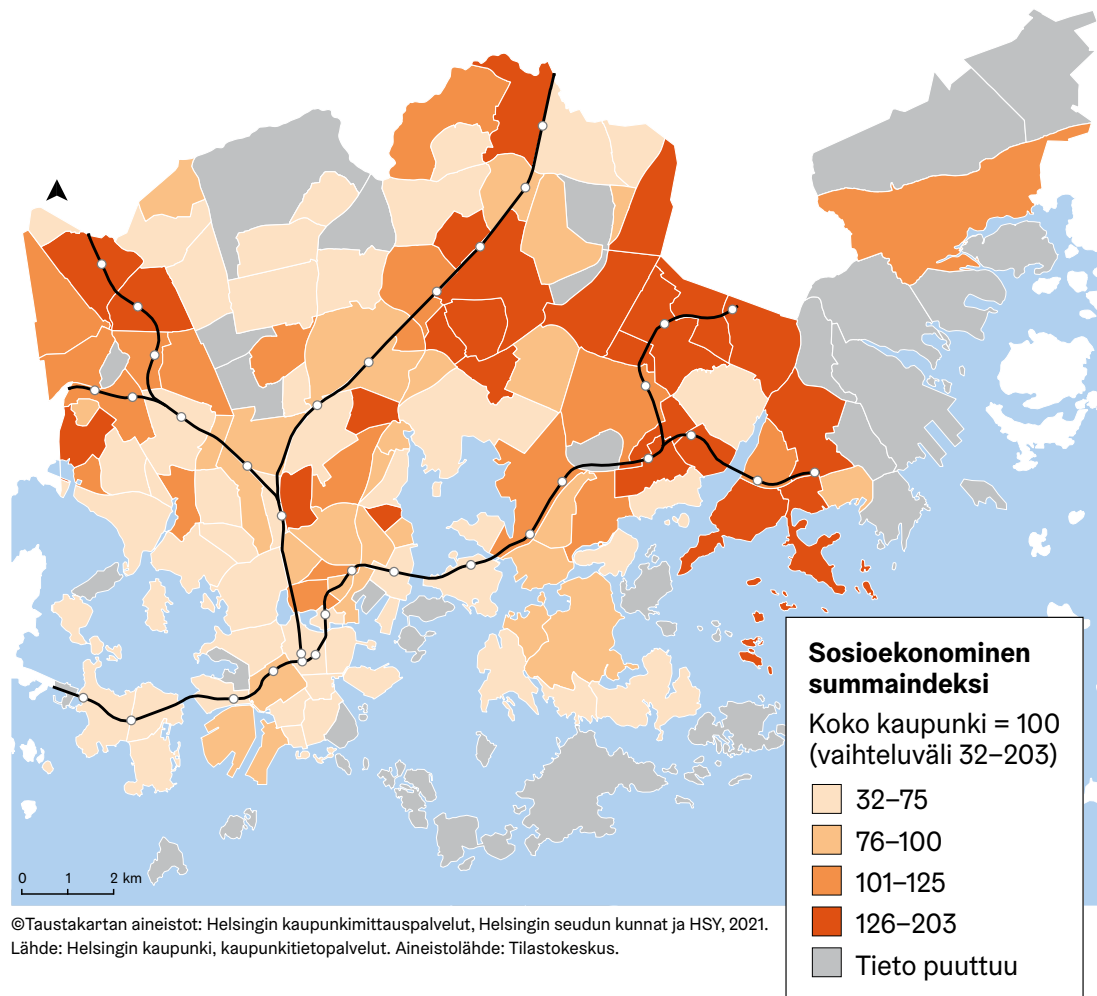 Sosioekonominen
summaindeksi
Koko kaupunki = 100
(vaihteluväli 32–203)
32–75
76–100
101–125
126–203
Tieto puuttuu
0 1 2 km
©Taustakartan aineistot: Helsingin kaupunkimittauspalvelut, Helsingin seudun kunnat ja HSY, 2021.
Lähde: Helsingin kaupunki, kaupunkitietopalvelut. Aineistolähde: Tilastokeskus.